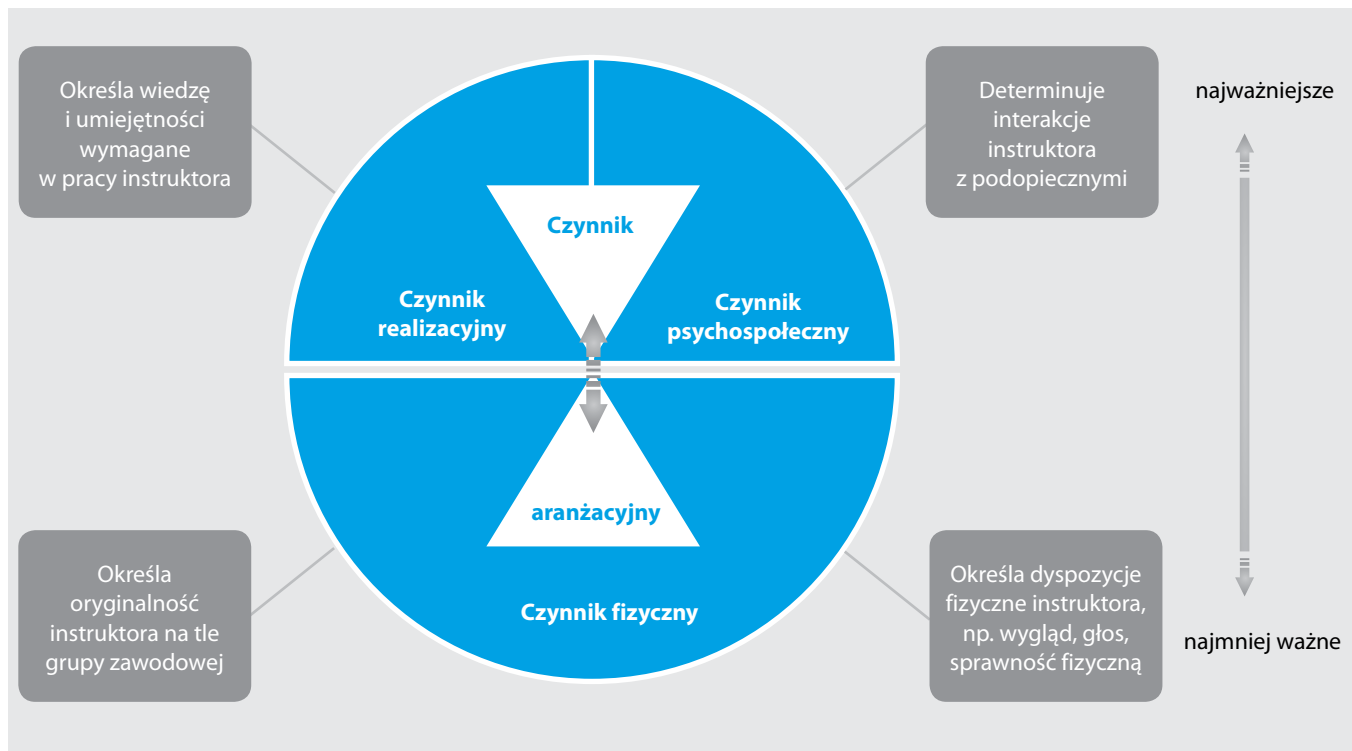 Określa wiedzę
i umiejętności
wymagane
w pracy instruktora
Determinuje
interakcje
instruktora
z podopiecznymi
najważniejsze
Czynnik
Czynnik
realizacyjny
Czynnik
psychospołeczny
aranżacyjny
Czynnik fizyczny
Określa
oryginalność
instruktora na tle
grupy zawodowej
Określa dyspozycje
fizyczne instruktora,
np. wygląd, głos,
sprawność fizyczną
najmniej ważne